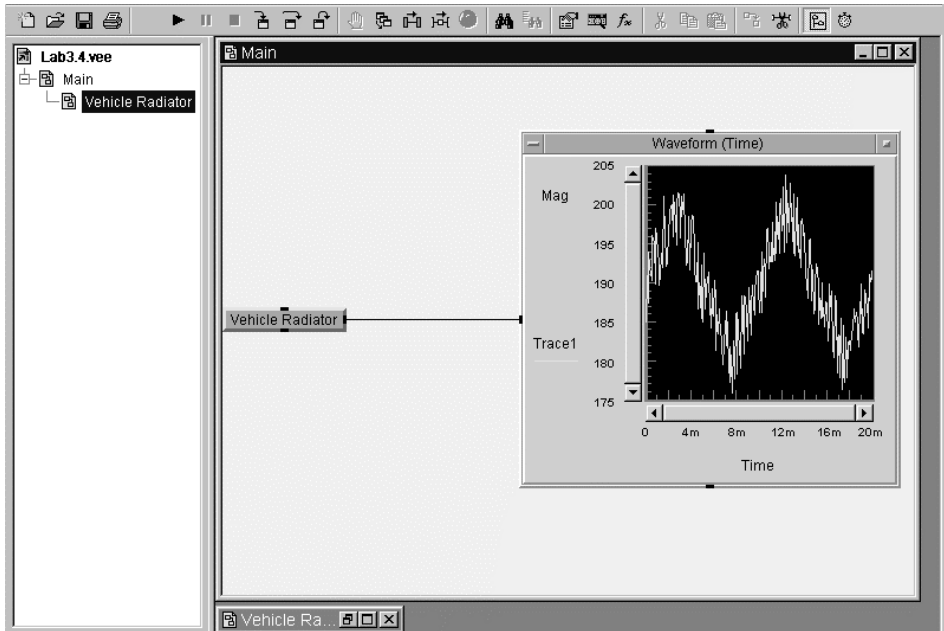 Lab3.4.vee
Main
Vehicle Radiator
Main
Waveform (Time)
Mag
205
200
195
190
185
180
175
Trace1
0 4m 8m 12m 16m 20m
Time
Vehicle Radiator
Vehicle Ra...